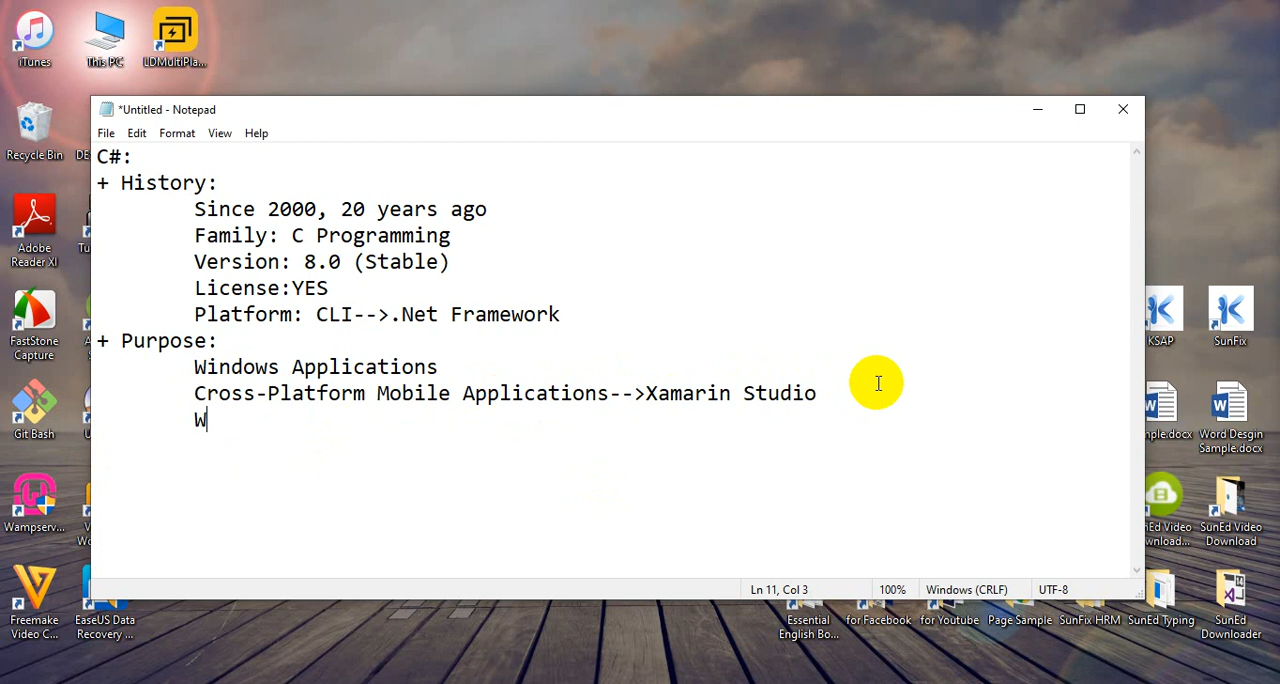 iTunes
This PC
LDMultiPla...
Recycle Bin
Adobe
Reader XI
FastStone
Capture
Git Bash
Wampserv...
Freemake
Video C...
EaseUS Data
Recovery ...
*Untitled - Notepad
File Edit Format View Help
C#:
+ History:
Since 2000, 20 years ago
Family: C Programming
Version: 8.0 (Stable)
License:YES
Platform: CLI-->.Net Framework
+ Purpose:
Windows Applications
Cross-Platform Mobile Applications-->Xamarin Studio
W
Ln 11, Col 3 100% Windows (CRLF) UTF-8
KSAP
SunFix
Word Desgin
Sample.docx
SunEd Video
Download
Essential
English Bo...
for Facebook
for Youtube
Page Sample
SunFix HRM
SunEd Typing
SunEd
Downloader